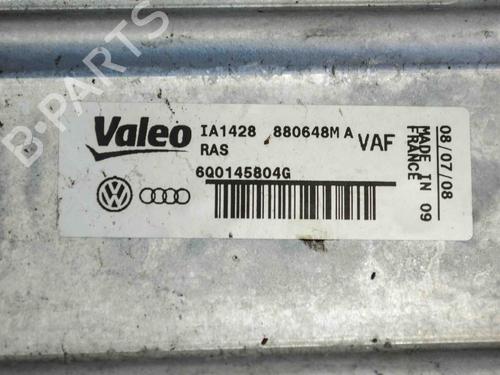 B-PARTS
Valeo
IA1428 880648M A
RAS
VAF
6Q0145804G
08/07/08
MADE IN 09
FRANCE